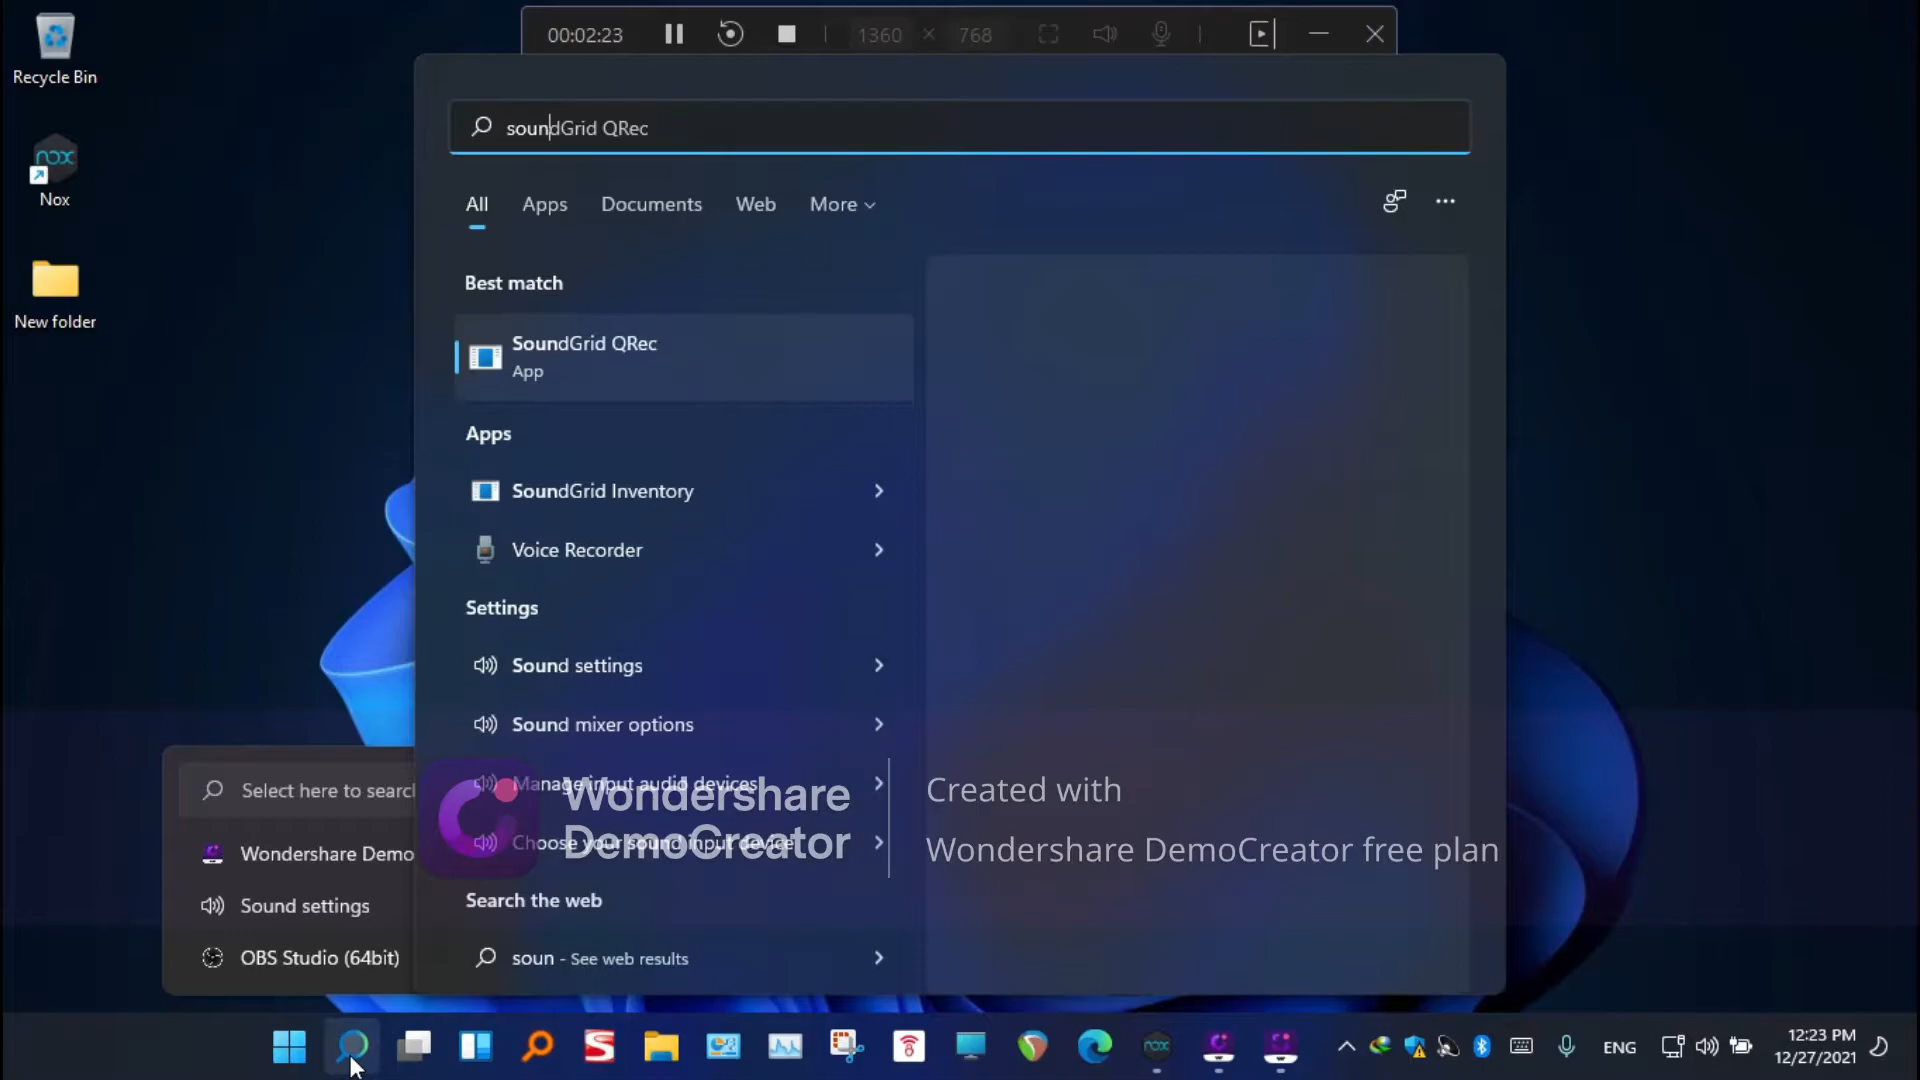 Recycle Bin
Nox
New folder
00:02:23
1360 × 768
soundGrid QRec
All
Apps
Documents
Web
More
Best match
SoundGrid QRec
App
Apps
SoundGrid Inventory
Voice Recorder
Settings
Sound settings
Sound mixer options
Manage input audio devices
Choose your sound input device
Search the web
soun - See web results
Select here to search
Wondershare Demo
Sound settings
OBS Studio (64bit)
Wondershare
DemoCreator
Created with
Wondershare DemoCreator free plan
nox
ENG
12:23 PM
12/27/2021